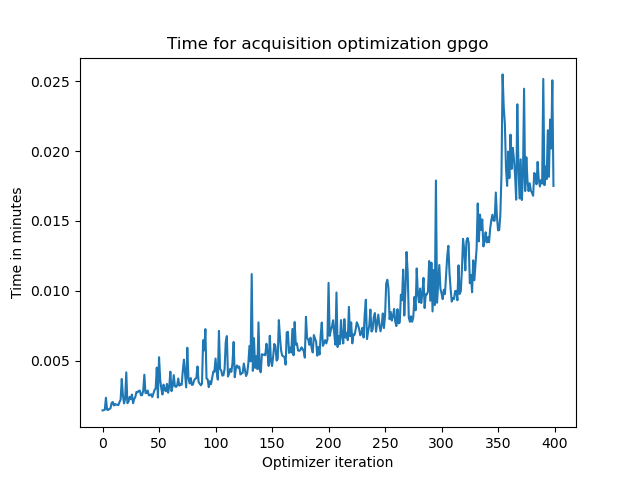 Time for acquisition optimization gpgo
0.025
0.020
0.015
0.010
0.005
Time in minutes
0 50 100 150 200 250 300 350 400
Optimizer iteration